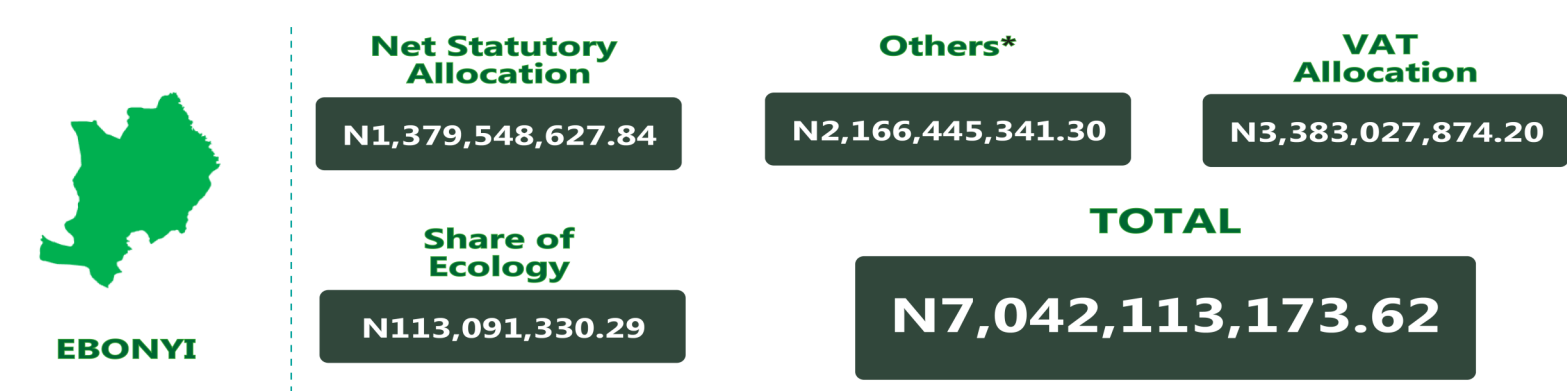 Net Statutory
Allocation
N1,379,548,627.84
Others*
N2,166,445,341.30
VAT
Allocation
N3,383,027,874.20
Share of
Ecology
N113,091,330.29
TOTAL
N7,042,113,173.62
EBONYI